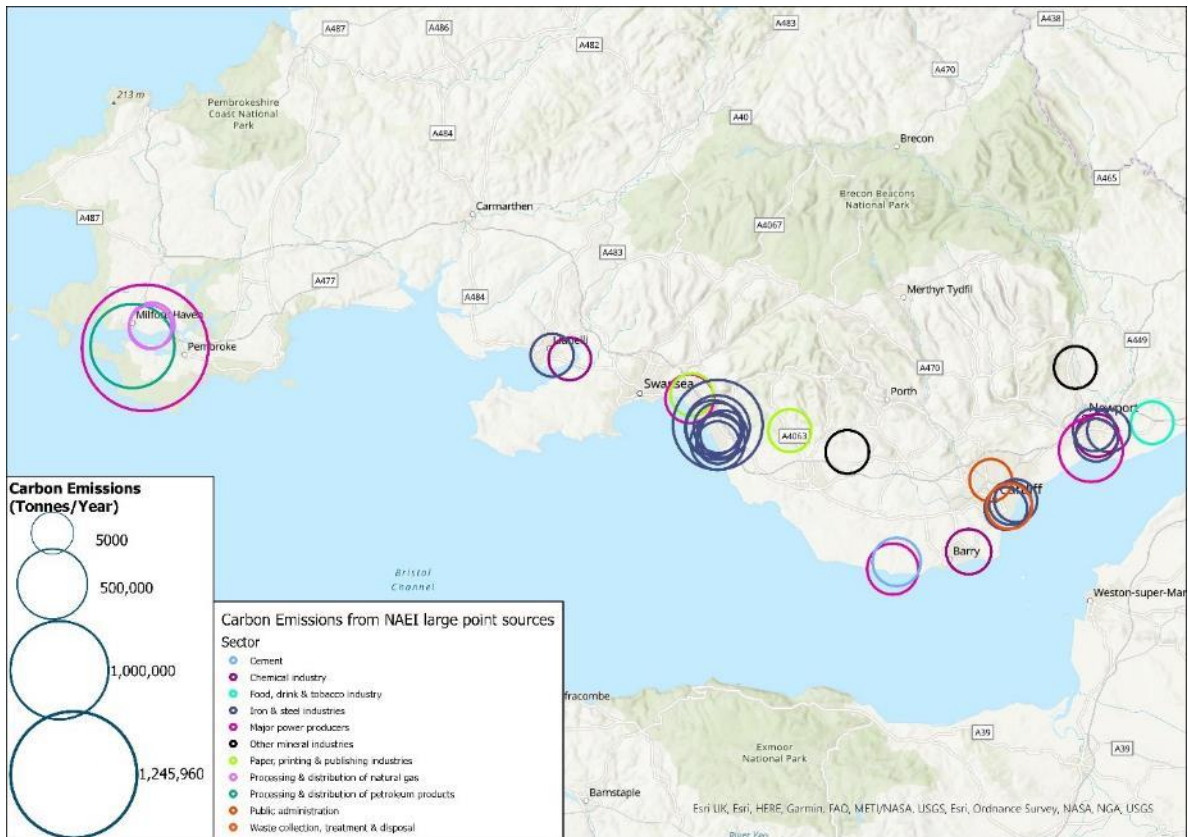 A487
A486
A482
A483
A438
213 m
Pembrokeshire
Coast National
Park
A470
A40
A484
Brecon
A465
Brecon Beacons
National Park
A487
Carmarthen
A4067
A483
A477
A484
Merthyr Tydfil
Milford Haven
Pembroke
Llanelli
A449
A470
Swansea
Porth
Newport
A4063
Cardiff
Barry
Bristol
Channel
Weston-super-Mar
Carbon Emissions
(Tonnes/Year)
5000
500,000
1,000,000
1,245,960
Carbon Emissions from NAEI large point sources
Sector
Cement
Chemical industry
Food, drink & tobacco industry
Iron & steel industries
Major power producers
Other mineral industries
Paper, printing & publishing industries
Processing & distribution of natural gas
Processing & distribution of petroleum products
Public administration
Waste collection, treatment & disposal
fracombe
A39
A39
Exmoor
National Park
Barnstaple
Esri UK, Esri, HERE, Garmin, FAO, METI/NASA, USGS, Esri, Ordnance Survey, NASA, NGA, USGS